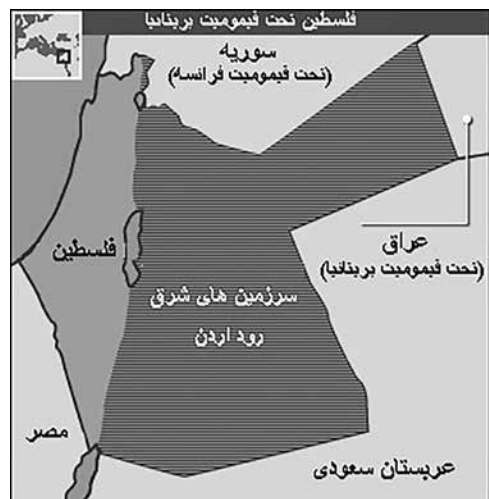 فلسطین تحت قیمومیت بریتانیا
سوریه
(تحت قیمومیت فرانسه)
عراق
(تحت قیمومیت بریتانیا)
فلسطین
سرزمین های شرق
رود اردن
مصر
عربستان سعودی